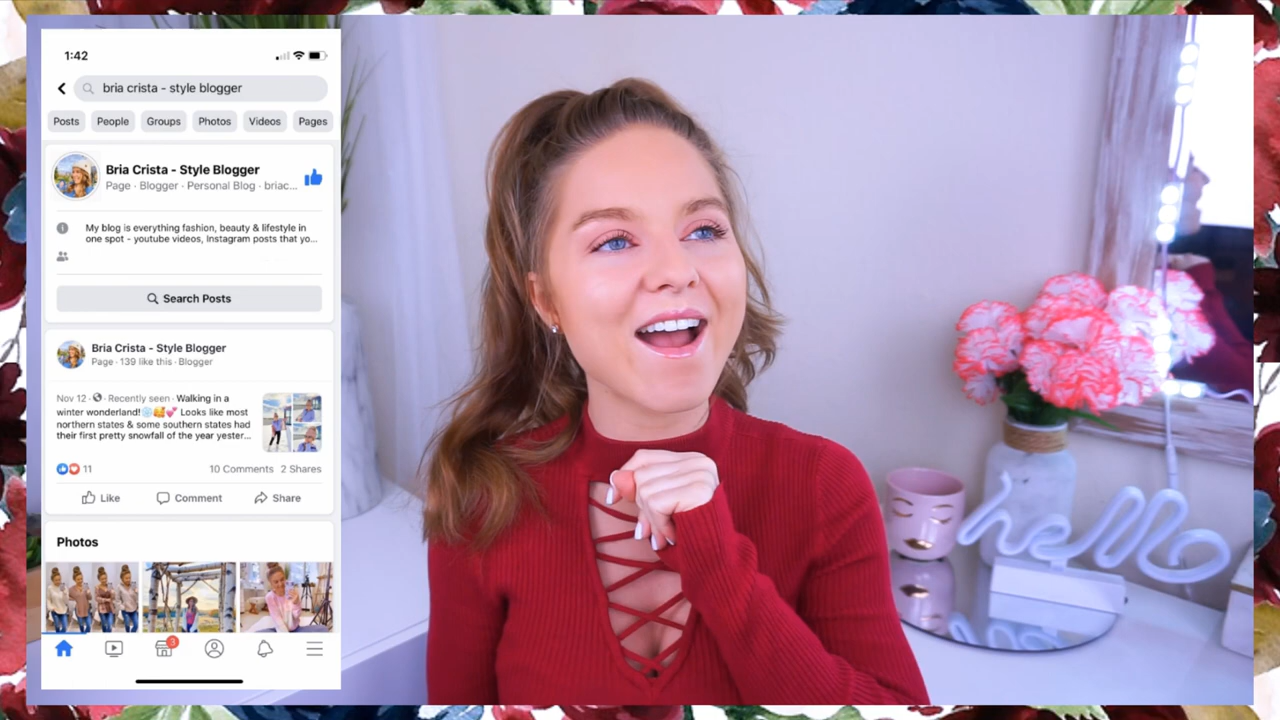 1:42
bria crista - style blogger
Posts
People
Groups
Photos
Videos
Pages
Bria Crista - Style Blogger
Page · Blogger · Personal Blog · briac...
My blog is everything fashion, beauty & lifestyle in
one spot - youtube videos, Instagram posts that yo...
Search Posts
Bria Crista - Style Blogger
Page · 139 like this · Blogger
Nov 12 · Recently seen · Walking in a
winter wonderland!❄️🥰💕 Looks like most
northern states & some southern states had
their first pretty snowfall of the year yester...
11
10 Comments 2 Shares
Like
Comment
Share
Photos
3
hello